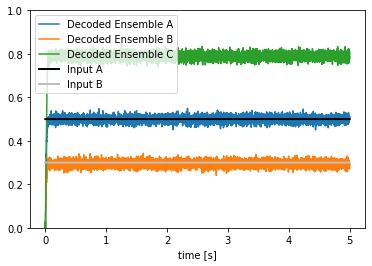 1.0
0.8
0.6
0.4
0.2
0.0
Decoded Ensemble A
Decoded Ensemble B
Decoded Ensemble C
Input A
Input B
0 1 2 3 4 5
time [s]